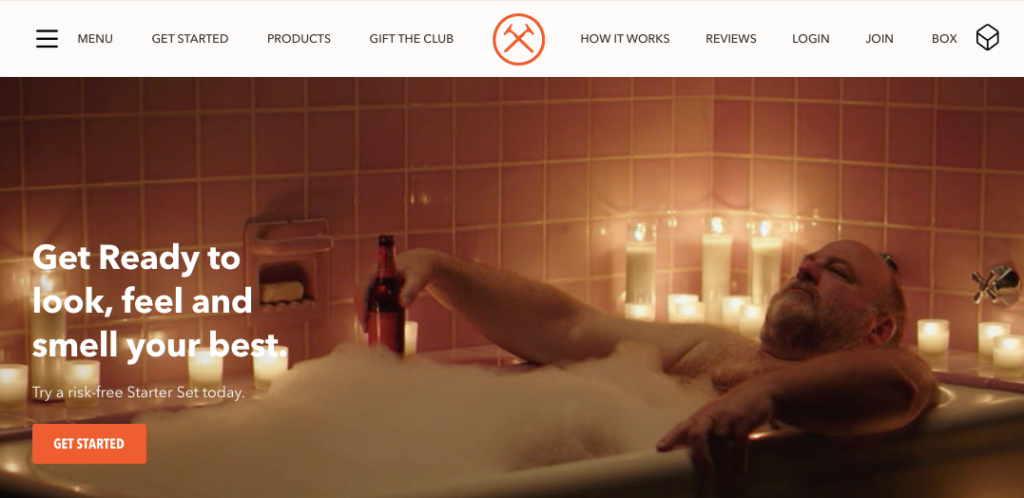 MENU
GET STARTED
PRODUCTS
GIFT THE CLUB
HOW IT WORKS
REVIEWS
LOGIN
JOIN
BOX
Get Ready to
look, feel and
smell your best.
Try a risk-free Starter Set today.
GET STARTED